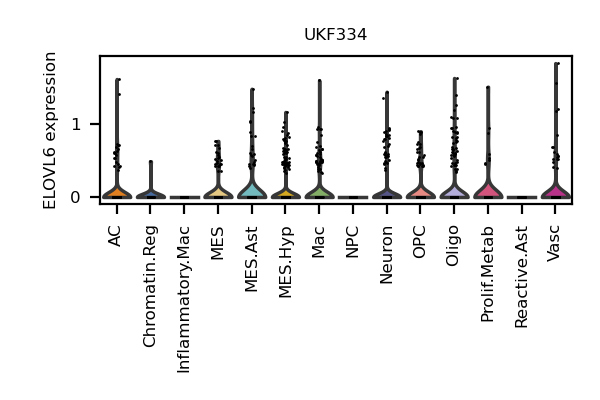 UKF334
ELOVL6 expression
1
0
AC
Chromatin.Reg
Inflammatory.Mac
MES
MES.Ast
MES.Hyp
Mac
NPC
Neuron
OPC
Oligo
Prolif.Metab
Reactive.Ast
Vasc